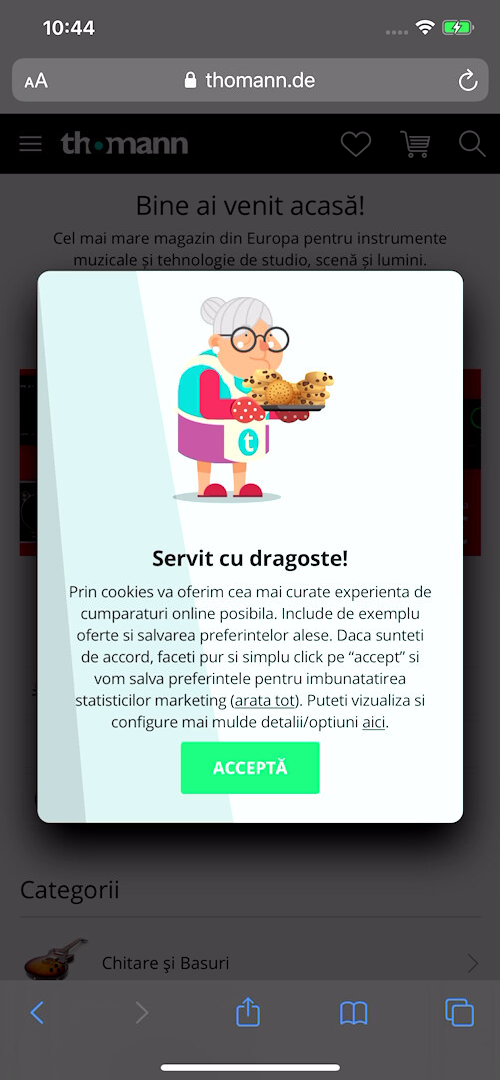 10:44
AA
thomann.de
th•mann
Bine ai venit acasă!
Cel mai mare magazin din Europa pentru instrumente
muzicale și tehnologie de studio, scenă și lumini.
t
Servit cu dragoste!
Prin cookies va oferim cea mai curate experienta de
cumparaturi online posibila. Include de exemplu
oferte si salvarea preferintelor alese. Daca sunteti
de accord, faceti pur si simplu click pe “accept” si
vom salva preferintele pentru imbunatatirea
statisticilor marketing (arata tot). Puteti vizualiza si
configure mai mulde detalii/optiuni aici.
ACCEPTĂ
Categorii
Chitare și Basuri